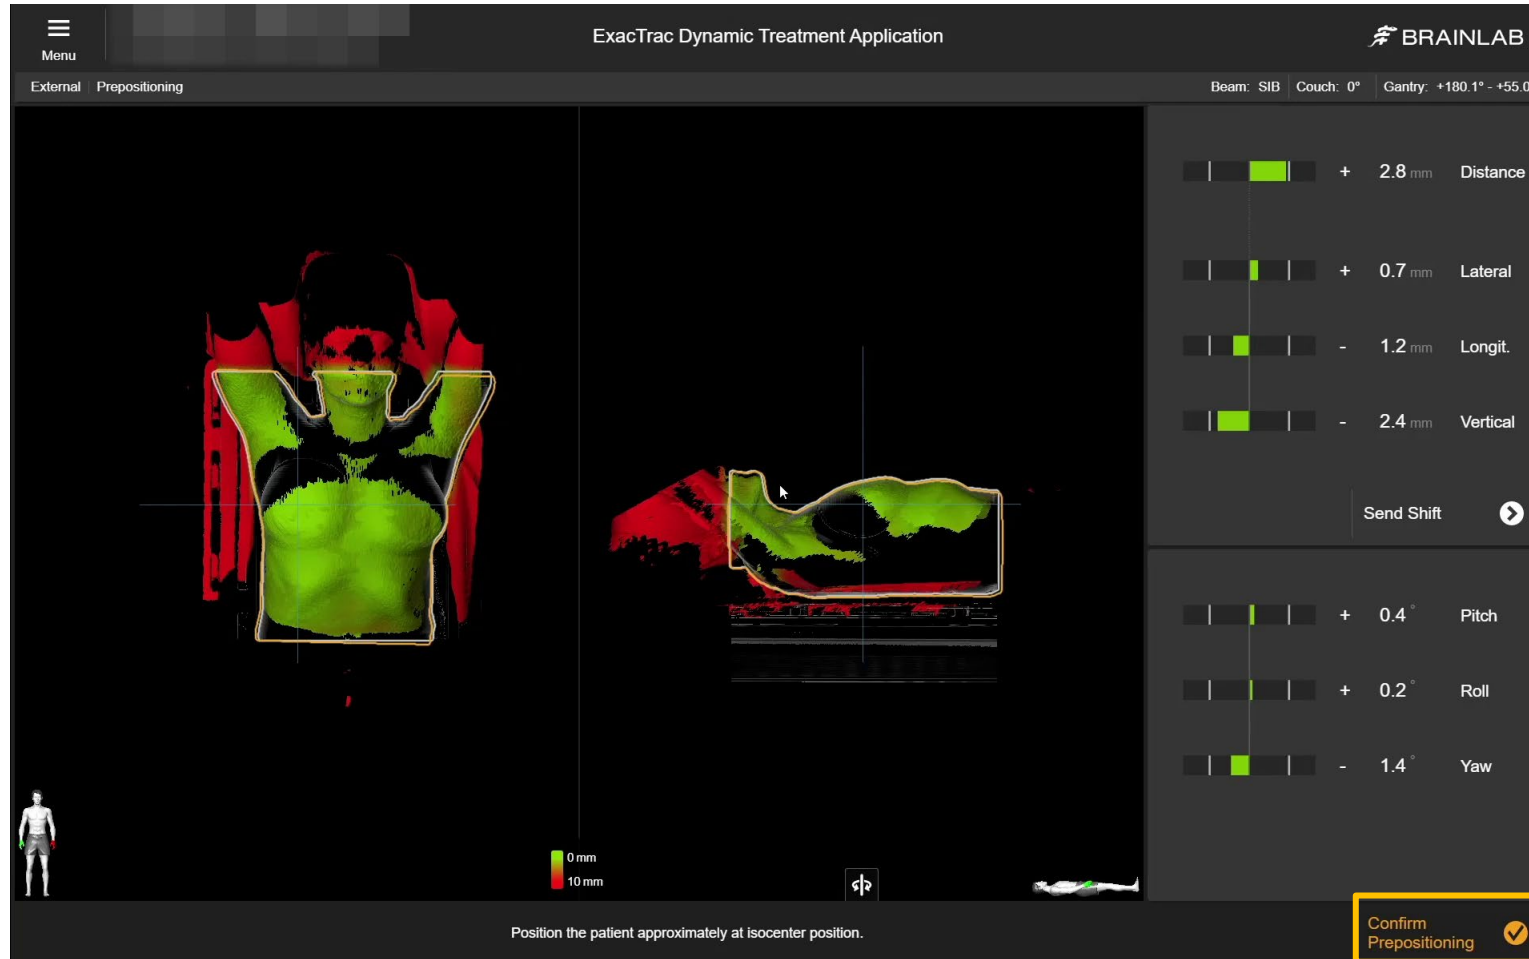 ExacTrac Dynamic Treatment Application
BRAINLAB
Menu
External Prepositioning
Beam: SIB Couch: 0° Gantry: +180.1° - +55.0
+ 2.8 mm Distance
+ 0.7 mm Lateral
- 1.2 mm Longit.
- 2.4 mm Vertical
Send Shift
+ 0.4° Pitch
+ 0.2° Roll
- 1.4° Yaw
0 mm
10 mm
Position the patient approximately at isocenter position.
Confirm
Prepositioning